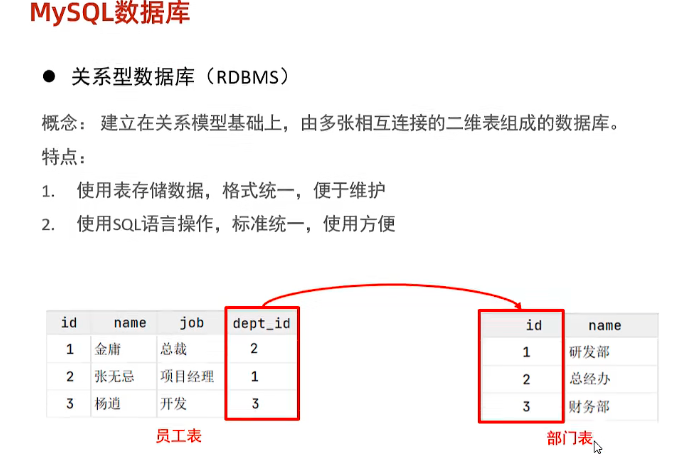 MySQL数据库
● 关系型数据库（RDBMS）
概念： 建立在关系模型基础上，由多张相互连接的二维表组成的数据库。
特点：
1. 使用表存储数据，格式统一，便于维护
2. 使用SQL语言操作，标准统一，使用方便
id name job dept_id
1 金庸 总裁 2
2 张无忌 项目经理 1
3 杨逍 开发 3
员工表
id name
1 研发部
2 总经办
3 财务部
部门表